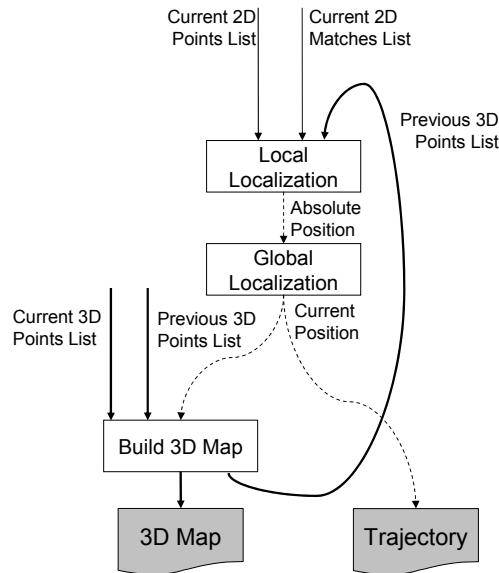 Current 2D
Points List
Current 2D
Matches List
Previous 3D
Points List
Local
Localization
Absolute
Position
Global
Localization
Current 3D
Points List
Previous 3D
Points List
Current
Position
Build 3D Map
3D Map
Trajectory